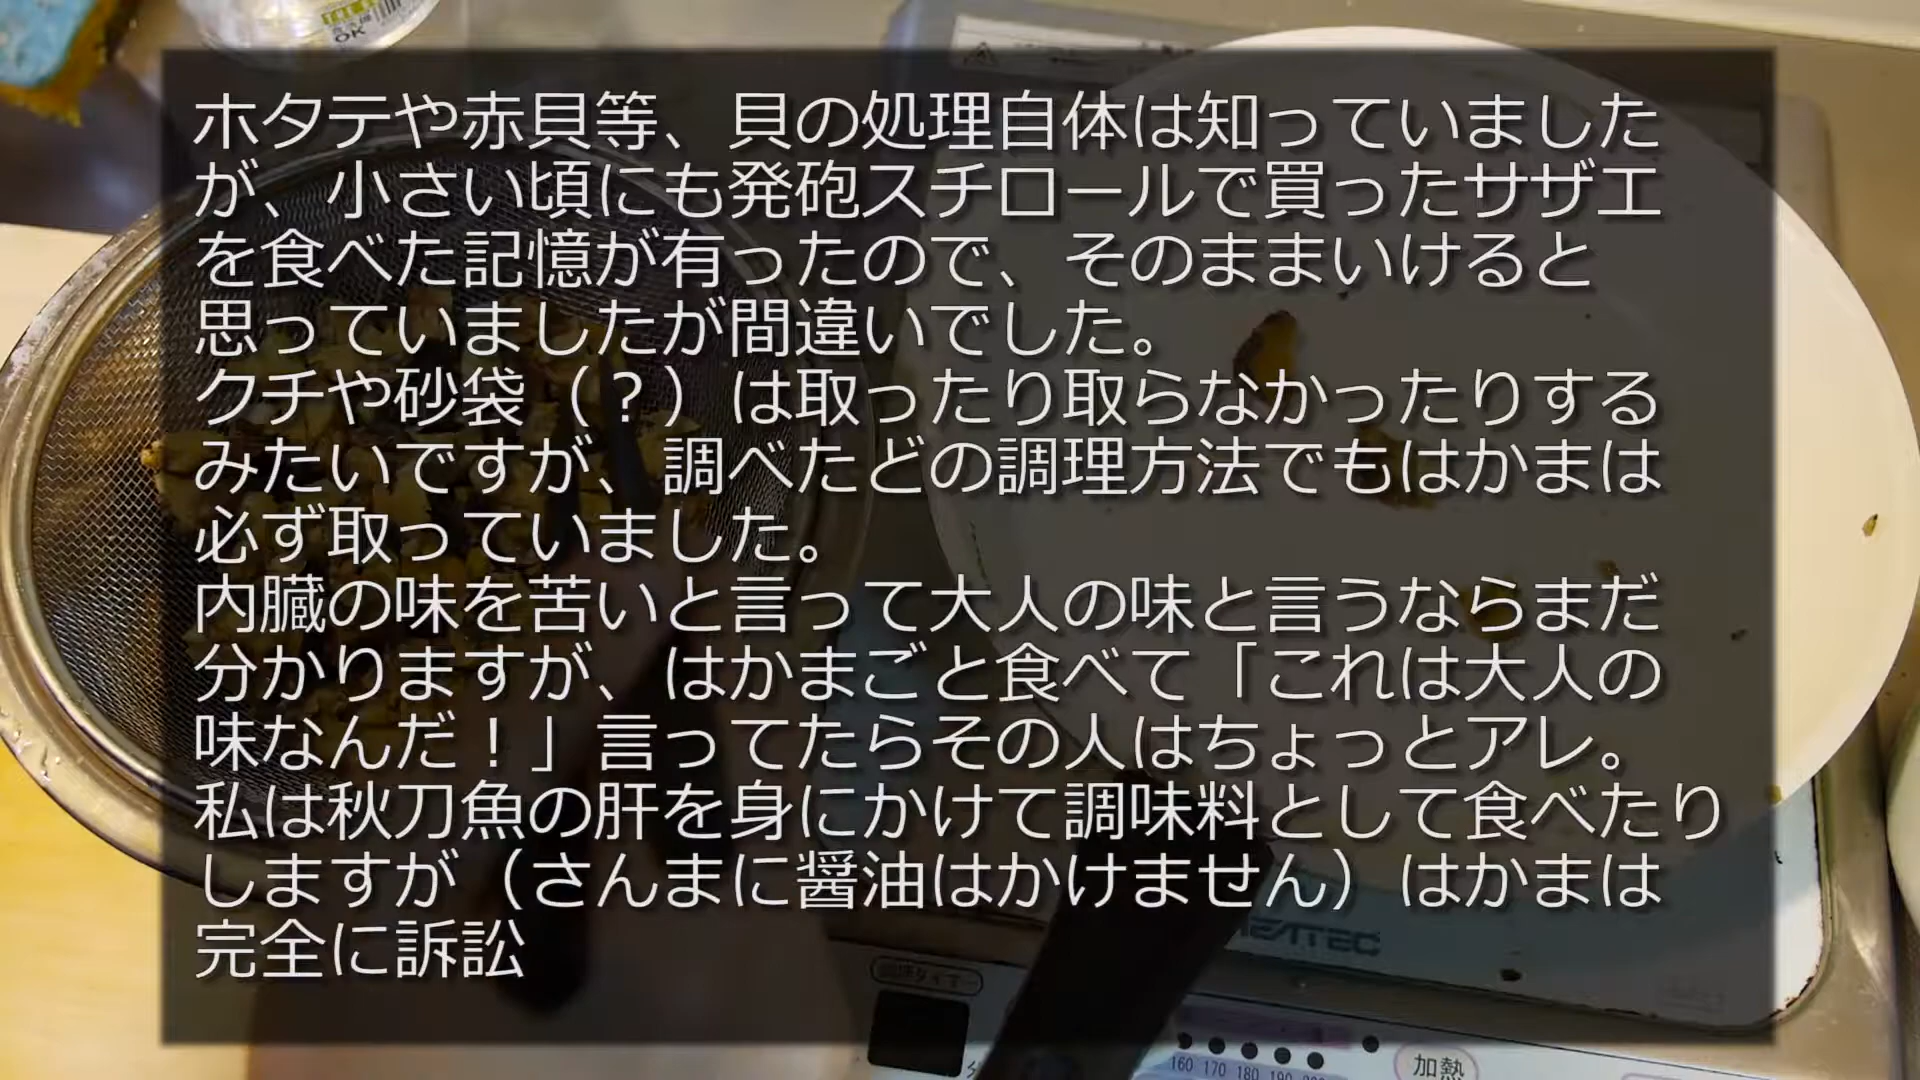 ホタテや赤貝等、貝の処理自体は知っていました
が、小さい頃にも発砲スチロールで買ったサザエ
を食べた記憶が有ったので、そのままいけると
思っていましたが間違いでした。
クチや砂袋（？）は取ったり取らなかったりする
みたいですが、調べたどの調理方法でもはかまは
必ず取っていました。
内臓の味を苦いと言って大人の味と言うならまだ
分かりますが、はかまごと食べて「これは大人の
味なんだ！」言ってたらその人はちょっとアレ。
私は秋刀魚の肝を身にかけて調味料として食べたり
しますが（さんまに醤油はかけません）はかまは
完全に訴訟
OK
160 170 180 190
加熱